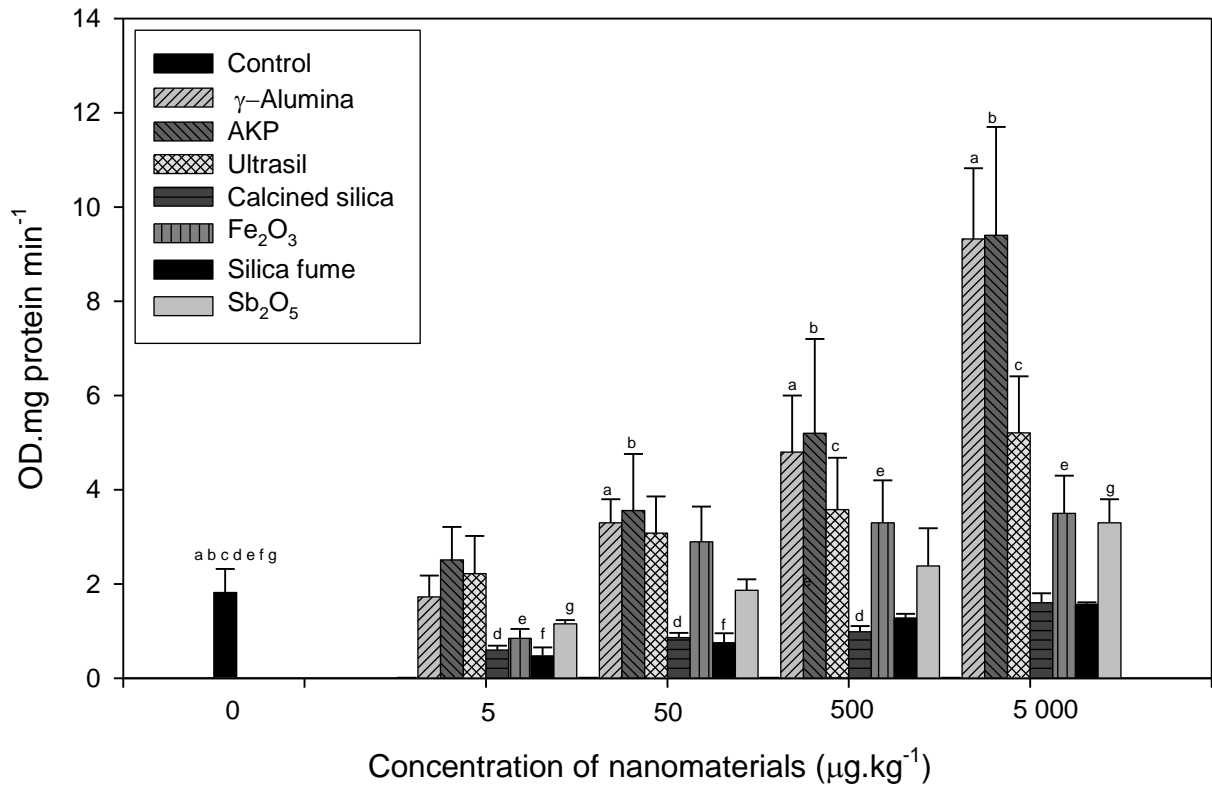 14
12
10
8
6
4
2
0
OD.mg protein min⁻¹
Control
γ−Alumina
AKP
Ultrasil
Calcined silica
Fe₂O₃
Silica fume
Sb₂O₅
a b c d e f g
d
e
f
g
a
b
d
f
a
b
c
d
e
a
b
c
e
g
0
5
50
500
5 000
Concentration of nanomaterials (μg.kg⁻¹)